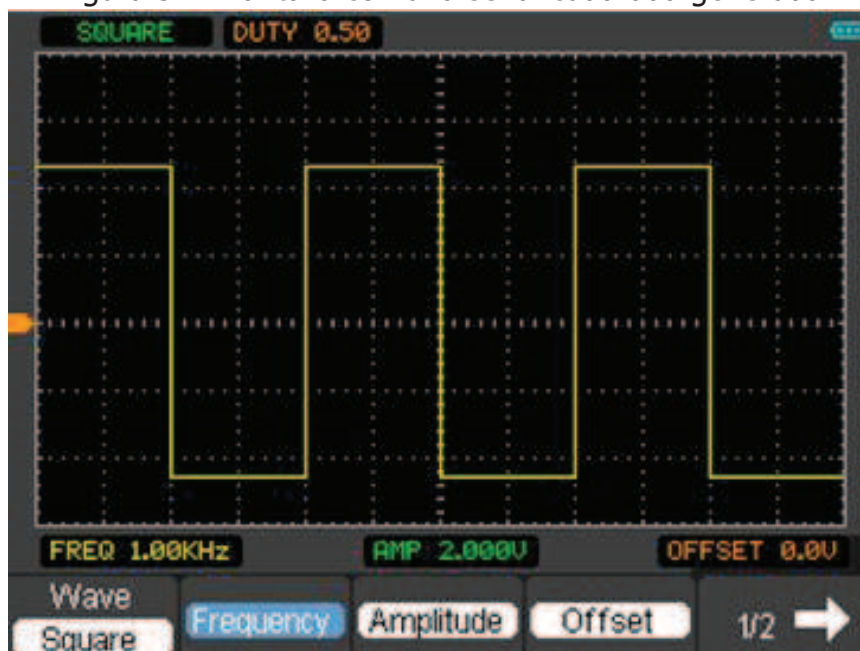 SQUARE DUTY 0.50
FREQ 1.00KHz AMP 2.000V OFFSET 0.0V
Wave
Square Frequency Amplitude Offset 1/2